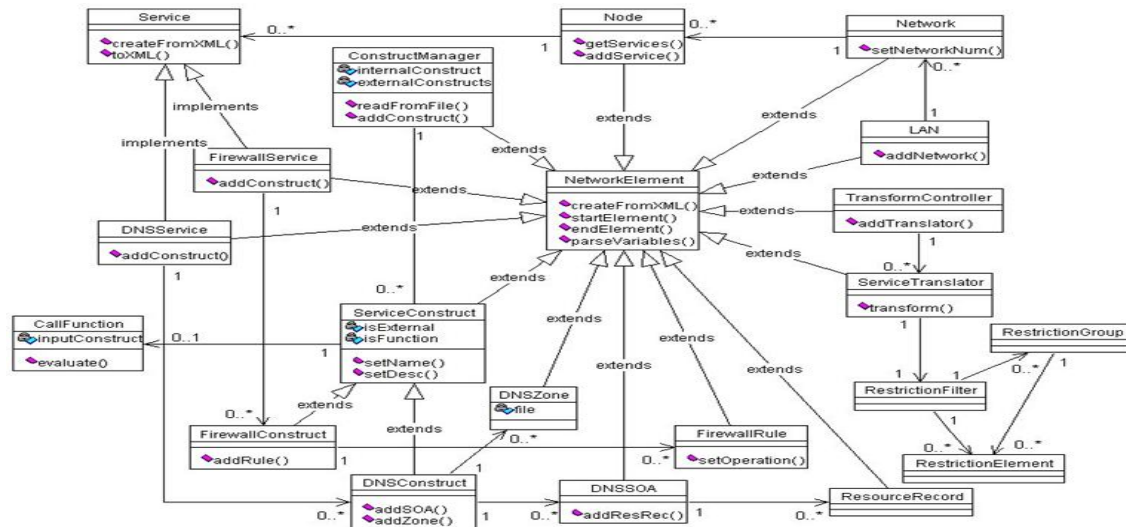 Service
createFromXML()
toXML()
0..*
1
Node
getServices()
addService()
0..*
1
Network
setNetworkNum()
0..*
1
LAN
addNetwork()
ConstructManager
internalConstruct
externalConstructs
readFromFile()
addConstruct()
1
implements
implements
extends
extends
extends
extends
FirewallService
addConstruct()
1
extends
NetworkElement
createFromXML()
startElement()
endElement()
parseVariables()
extends
TransformController
addTranslator()
1
0..*
DNSService
addConstruct()
1
extends
extends
extends
ServiceTranslator
transform()
1
1
0..*
ServiceConstruct
isExternal
isFunction
setName()
setDesc()
1
0..1
CallFunction
inputConstruct
evaluate()
extends
extends
extends
extends
RestrictionGroup
1
0..*
1
RestrictionFilter
1
0..*
0..*
RestrictionElement
extends
extends
DNSZone
file
0..*
0..*
FirewallConstruct
addRule()
1
0..*
FirewallRule
setOperation()
DNSConstruct
addSOA()
addZone()
0..*
1
1
0..*
DNSSOA
addResRec()
1
0..*
ResourceRecord